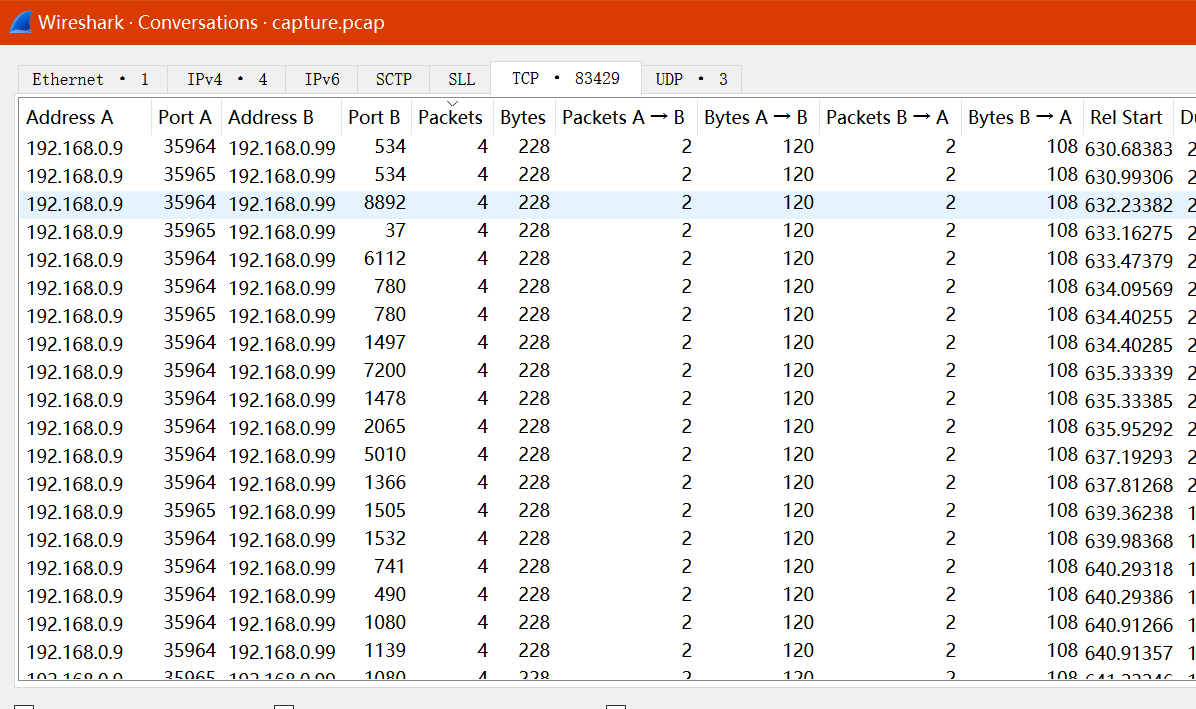 Wireshark · Conversations · capture.pcap
Ethernet · 1 IPv4 · 4 IPv6 SCTP SLL TCP · 83429 UDP · 3
Address A Port A Address B Port B Packets Bytes Packets A → B Bytes A → B Packets B → A Bytes B → A Rel Start Du
192.168.0.9 35964 192.168.0.99 534 4 228 2 120 2 108 630.68383 2
192.168.0.9 35965 192.168.0.99 534 4 228 2 120 2 108 630.99306 2
192.168.0.9 35964 192.168.0.99 8892 4 228 2 120 2 108 632.23382 2
192.168.0.9 35965 192.168.0.99 37 4 228 2 120 2 108 633.16275 2
192.168.0.9 35964 192.168.0.99 6112 4 228 2 120 2 108 633.47379 2
192.168.0.9 35964 192.168.0.99 780 4 228 2 120 2 108 634.09569 2
192.168.0.9 35965 192.168.0.99 780 4 228 2 120 2 108 634.40255 2
192.168.0.9 35964 192.168.0.99 1497 4 228 2 120 2 108 634.40285 2
192.168.0.9 35964 192.168.0.99 7200 4 228 2 120 2 108 635.33339 2
192.168.0.9 35964 192.168.0.99 1478 4 228 2 120 2 108 635.33385 2
192.168.0.9 35964 192.168.0.99 2065 4 228 2 120 2 108 635.95292 2
192.168.0.9 35964 192.168.0.99 5010 4 228 2 120 2 108 637.19293 2
192.168.0.9 35964 192.168.0.99 1366 4 228 2 120 2 108 637.81268 2
192.168.0.9 35965 192.168.0.99 1505 4 228 2 120 2 108 639.36238 1
192.168.0.9 35964 192.168.0.99 1532 4 228 2 120 2 108 639.98368 1
192.168.0.9 35964 192.168.0.99 741 4 228 2 120 2 108 640.29318 1
192.168.0.9 35964 192.168.0.99 490 4 228 2 120 2 108 640.29386 1
192.168.0.9 35964 192.168.0.99 1080 4 228 2 120 2 108 640.91266 1
192.168.0.9 35964 192.168.0.99 1139 4 228 2 120 2 108 640.91357 1
192.168.0.9 35965 192.168.0.99 1080 4 228 2 120 2 108